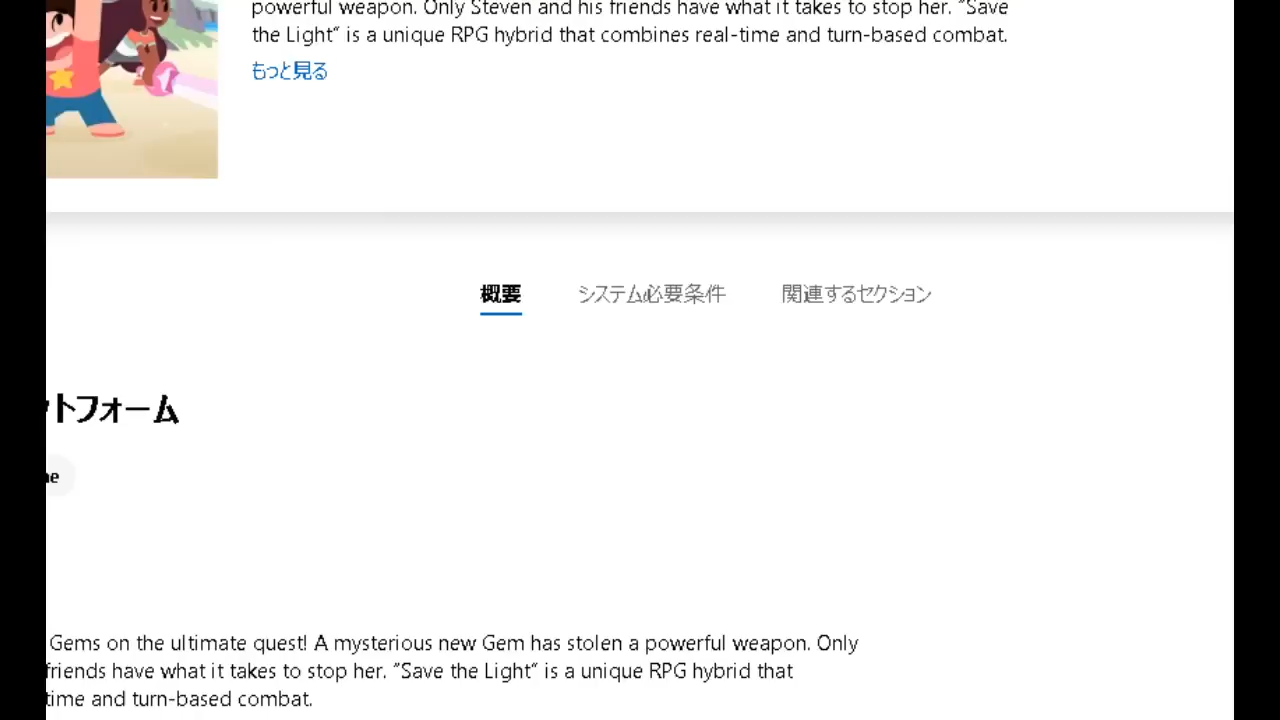 powerful weapon. Only Steven and his friends have what it takes to stop her. “Save
the Light” is a unique RPG hybrid that combines real-time and turn-based combat.
もっと見る
概要 システム必要条件 関連するセクション
トフォーム
Gems on the ultimate quest! A mysterious new Gem has stolen a powerful weapon. Only
friends have what it takes to stop her. “Save the Light” is a unique RPG hybrid that
time and turn-based combat.